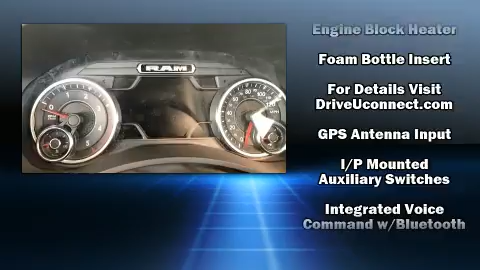 Engine Block Heater
Foam Bottle Insert
For Details Visit
DriveUconnect.com
GPS Antenna Input
I/P Mounted
Auxiliary Switches
Integrated Voice
Command w/Bluetooth
RAM